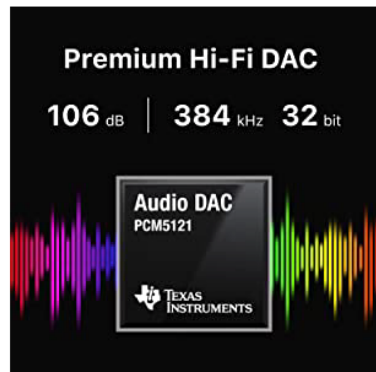 Premium Hi-Fi DAC
106 dB | 384 kHz 32 bit
Audio DAC
PCM5121
TEXAS
INSTRUMENTS